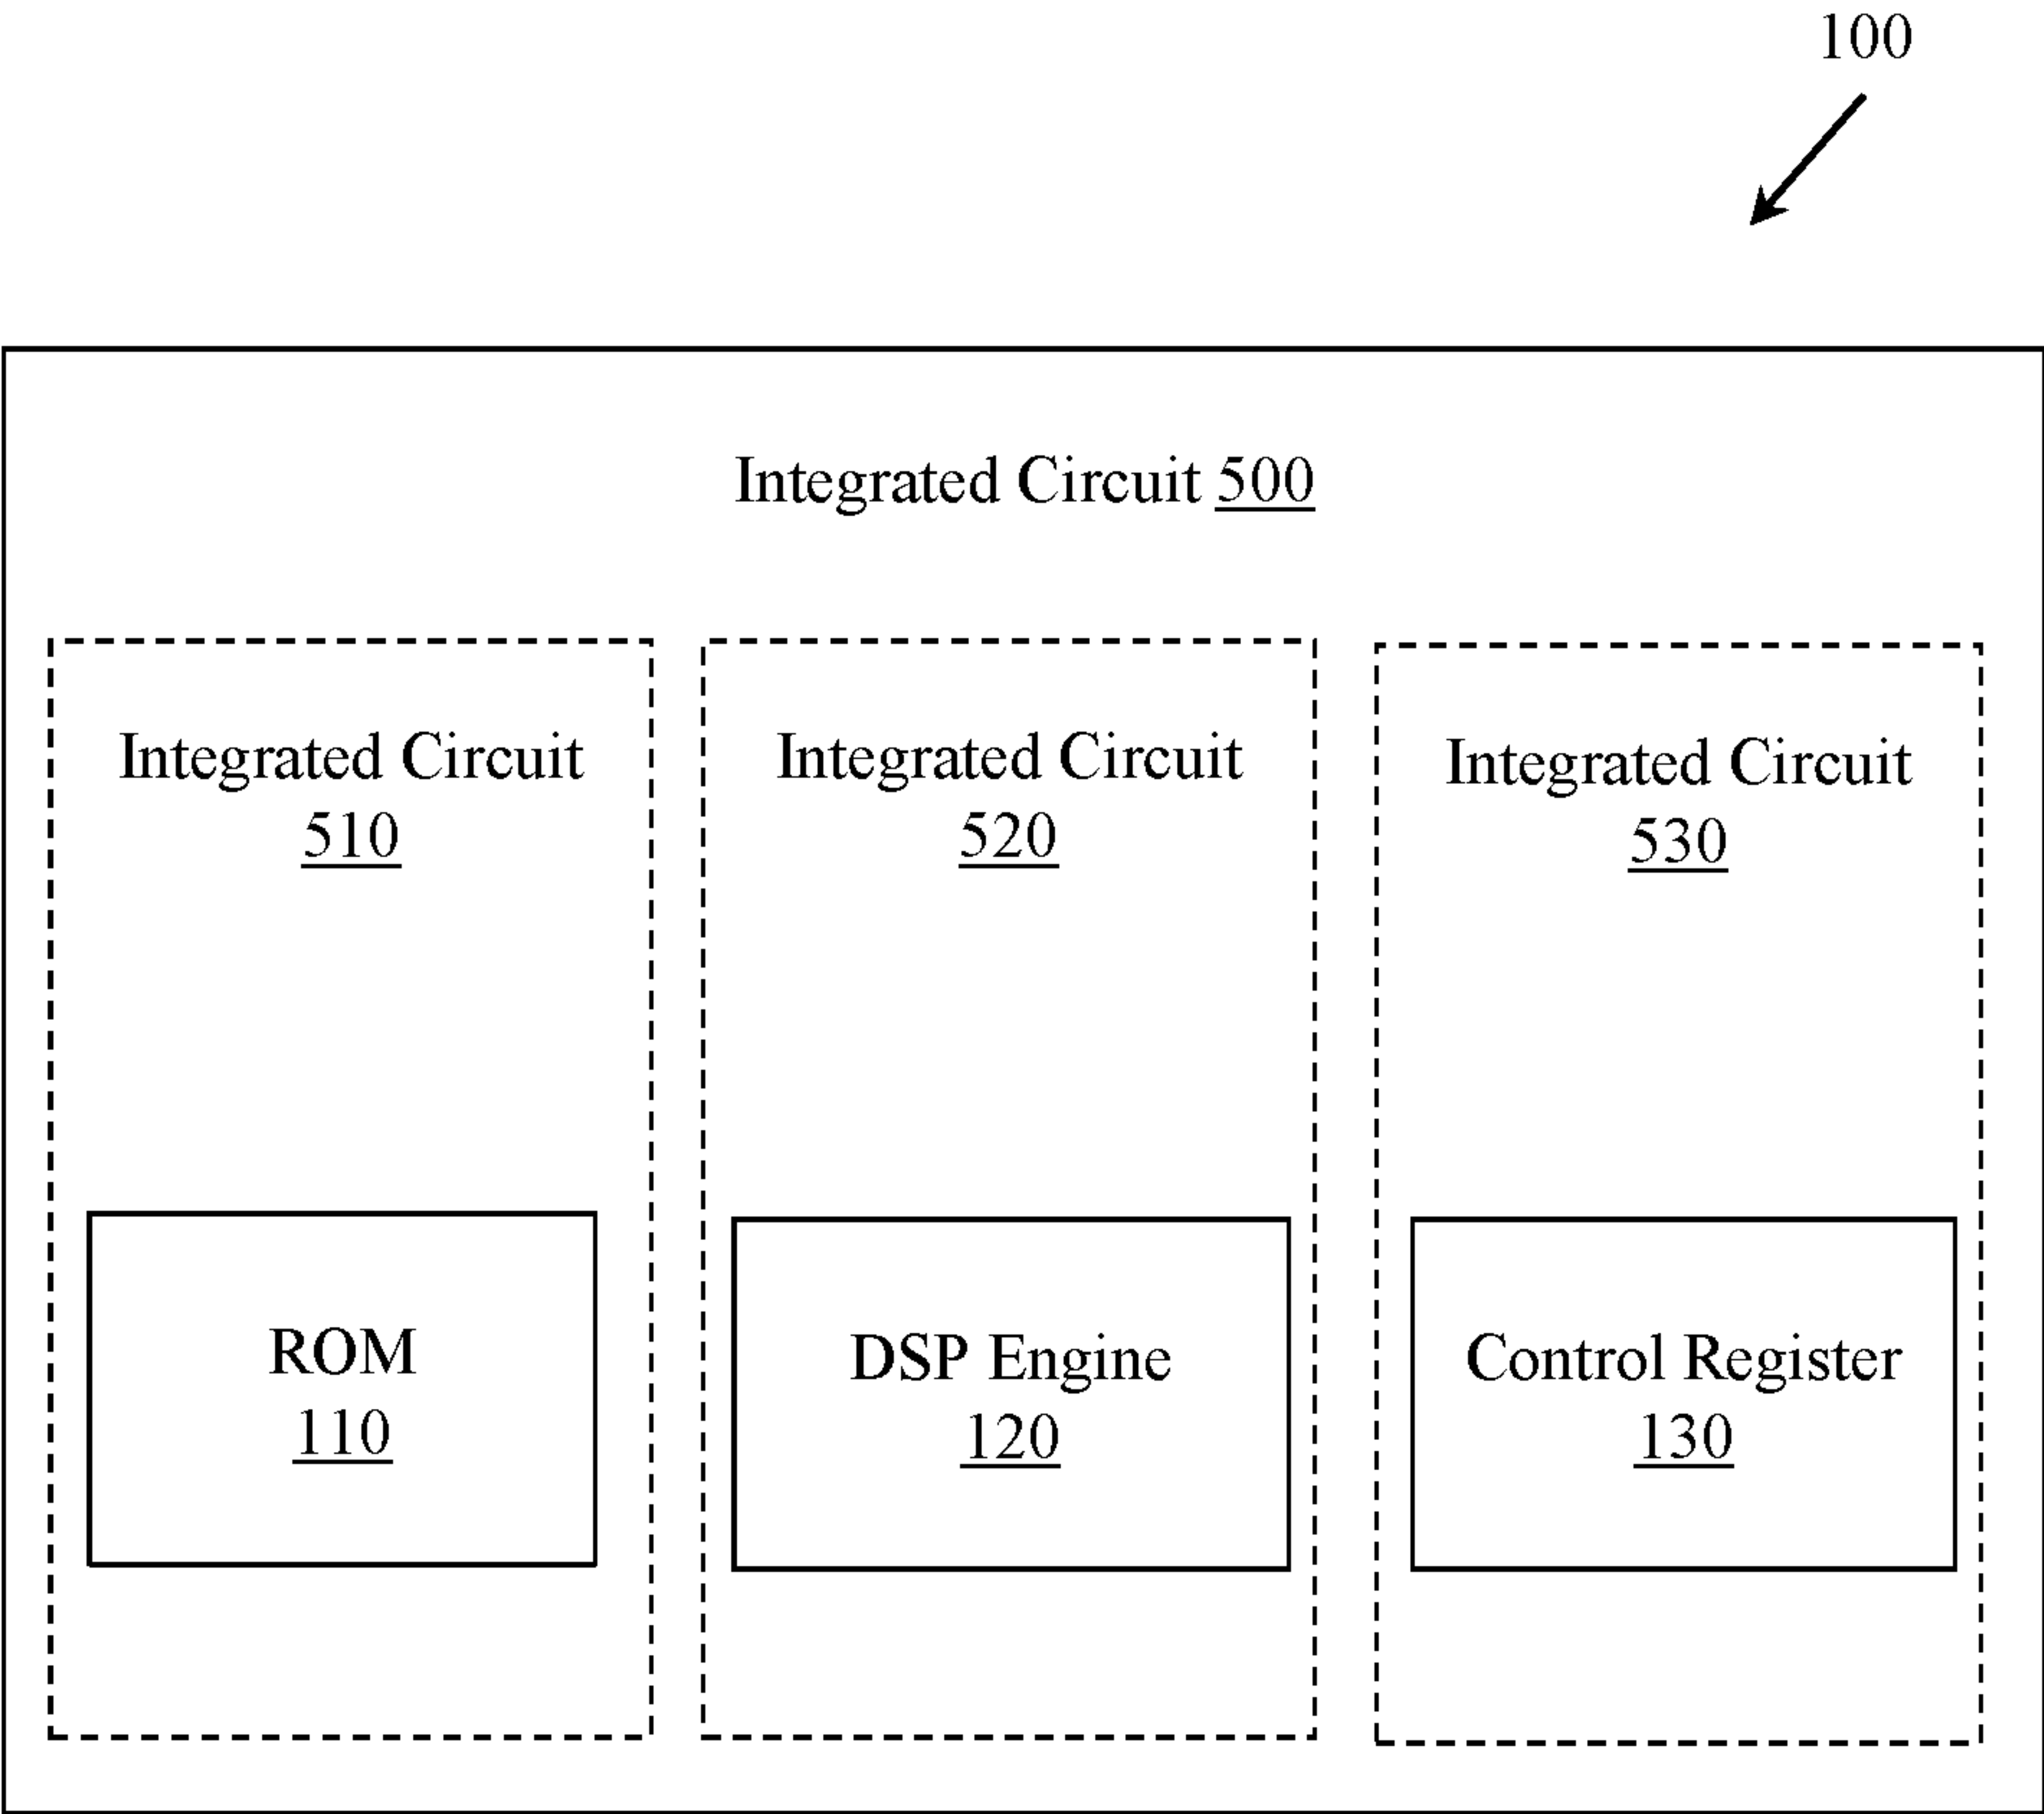 100
Integrated Circuit 500
Integrated Circuit
510
Integrated Circuit
520
Integrated Circuit
530
ROM
110
DSP Engine
120
Control Register
130